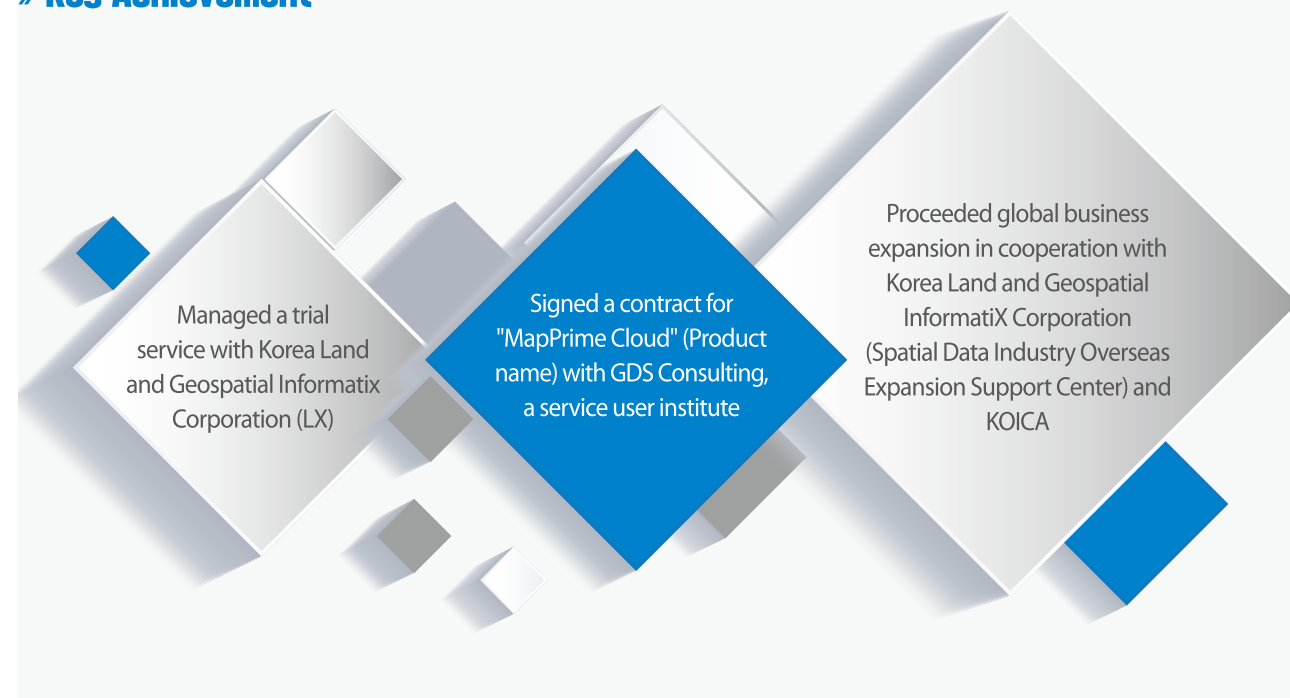 » Key Achievement
Managed a trial
service with Korea Land
and Geospatial Informatix
Corporation (LX)
Signed a contract for
"MapPrime Cloud" (Product
name) with GDS Consulting,
a service user institute
Proceeded global business
expansion in cooperation with
Korea Land and Geospatial
InformatiX Corporation
(Spatial Data Industry Overseas
Expansion Support Center) and
KOICA